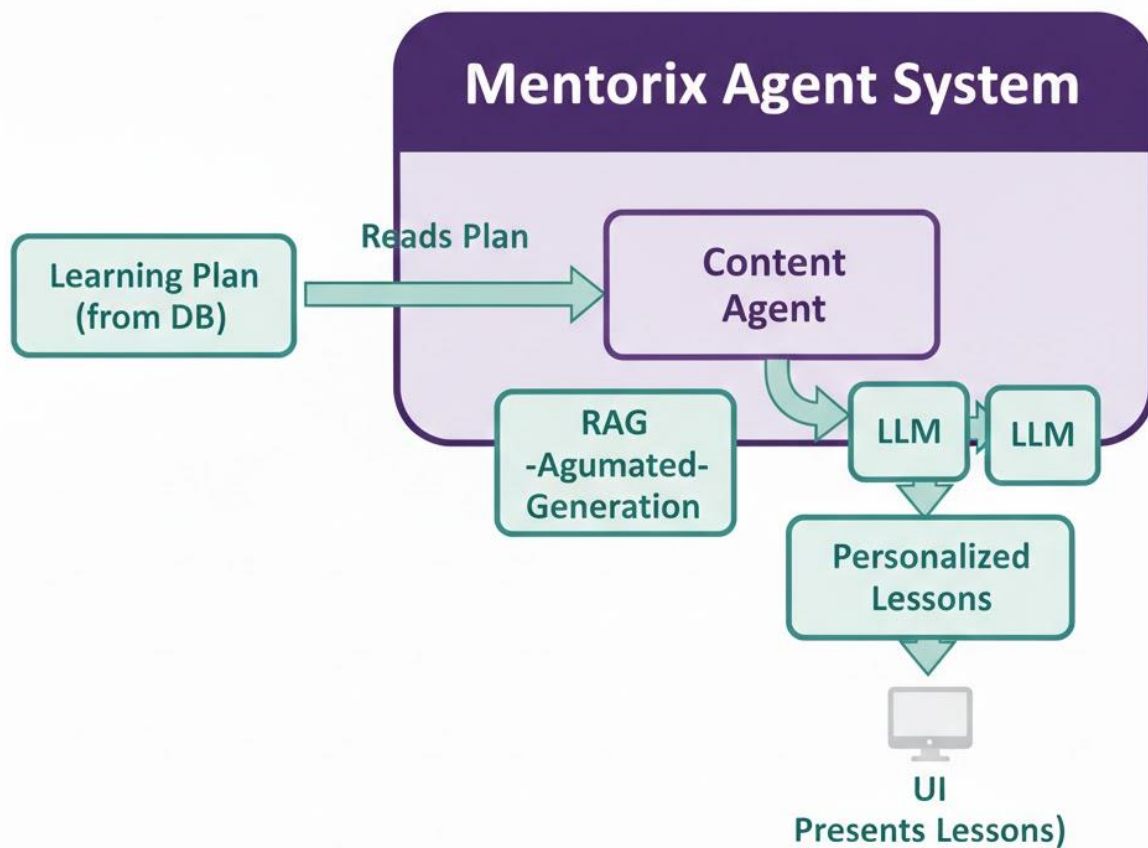 Mentorix Agent System
Reads Plan
Learning Plan
(from DB)
Content
Agent
RAG
-Agumated-
Generation
LLM
LLM
Personalized
Lessons
UI
Presents Lessons)